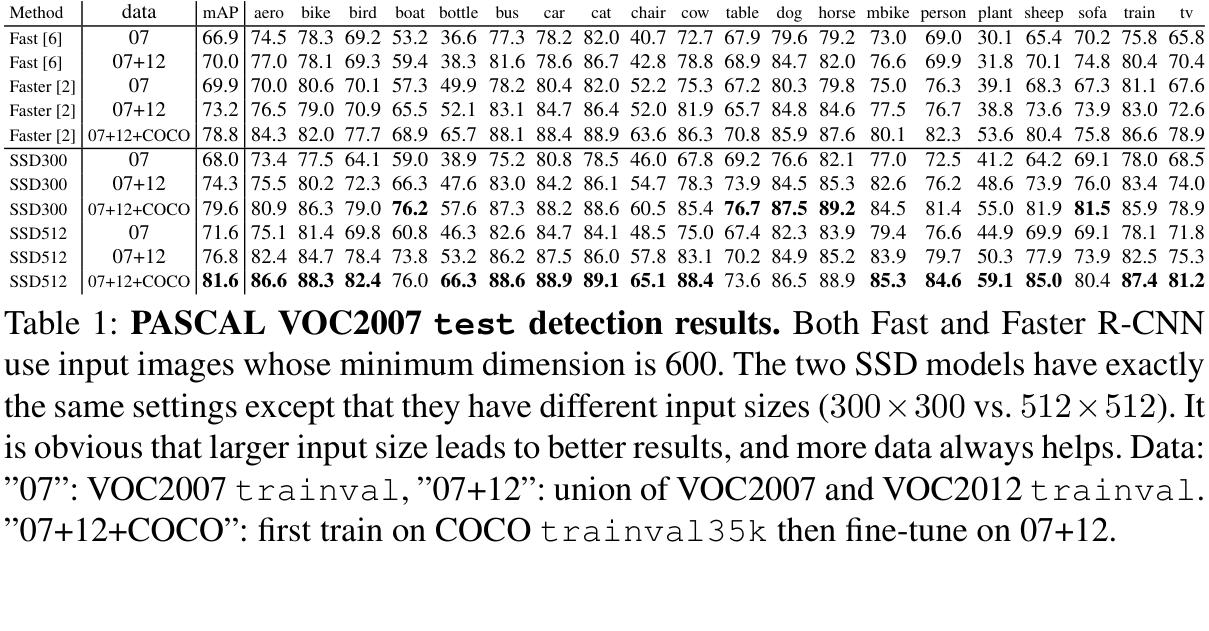 Method data mAP aero bike bird boat bottle bus car cat chair cow table dog horse mbike person plant sheep sofa train tv
Fast [6] 07 66.9 74.5 78.3 69.2 53.2 36.6 77.3 78.2 82.0 40.7 72.7 67.9 79.6 79.2 73.0 69.0 30.1 65.4 70.2 75.8 65.8
Fast [6] 07+12 70.0 77.0 78.1 69.3 59.4 38.3 81.6 78.6 86.7 42.8 78.8 68.9 84.7 82.0 76.6 69.9 31.8 70.1 74.8 80.4 70.4
Faster [2] 07 69.9 70.0 80.6 70.1 57.3 49.9 78.2 80.4 82.0 52.2 75.3 67.2 80.3 79.8 75.0 76.3 39.1 68.3 67.3 81.1 67.6
Faster [2] 07+12 73.2 76.5 79.0 70.9 65.5 52.1 83.1 84.7 86.4 52.0 81.9 65.7 84.8 84.6 77.5 76.7 38.8 73.6 73.9 83.0 72.6
Faster [2] 07+12+COCO 78.8 84.3 82.0 77.7 68.9 65.7 88.1 88.4 88.9 63.6 86.3 70.8 85.9 87.6 80.1 82.3 53.6 80.4 75.8 86.6 78.9
SSD300 07 68.0 73.4 77.5 64.1 59.0 38.9 75.2 80.8 78.5 46.0 67.8 69.2 76.6 82.1 77.0 72.5 41.2 64.2 69.1 78.0 68.5
SSD300 07+12 74.3 75.5 80.2 72.3 66.3 47.6 83.0 84.2 86.1 54.7 78.3 73.9 84.5 85.3 82.6 76.2 48.6 73.9 76.0 83.4 74.0
SSD300 07+12+COCO 79.6 80.9 86.3 79.0 76.2 57.6 87.3 88.2 88.6 60.5 85.4 76.7 87.5 89.2 84.5 81.4 55.0 81.9 81.5 85.9 78.9
SSD512 07 71.6 75.1 81.4 69.8 60.8 46.3 82.6 84.7 84.1 48.5 75.0 67.4 82.3 83.9 79.4 76.6 44.9 69.9 69.1 78.1 71.8
SSD512 07+12 76.8 82.4 84.7 78.4 73.8 53.2 86.2 87.5 86.0 57.8 83.1 70.2 84.9 85.2 83.9 79.7 50.3 77.9 73.9 82.5 75.3
SSD512 07+12+COCO 81.6 86.6 88.3 82.4 76.0 66.3 88.6 88.9 89.1 65.1 88.4 73.6 86.5 88.9 85.3 84.6 59.1 85.0 80.4 87.4 81.2
Table 1: PASCAL VOC2007 test detection results. Both Fast and Faster R-CNN
use input images whose minimum dimension is 600. The two SSD models have exactly
the same settings except that they have different input sizes (300×300 vs. 512×512). It
is obvious that larger input size leads to better results, and more data always helps. Data:
”07”: VOC2007 trainval, ”07+12”: union of VOC2007 and VOC2012 trainval.
”07+12+COCO”: first train on COCO trainval35k then fine-tune on 07+12.